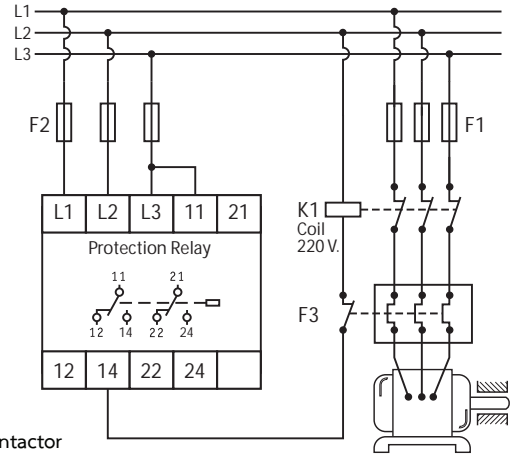 L1
L2
L3
F2
F1
L1 L2 L3 11 21
Protection Relay
11 21
12 14 22 24
12 14 22 24
K1
Coil
220 V.
F3
ntactor